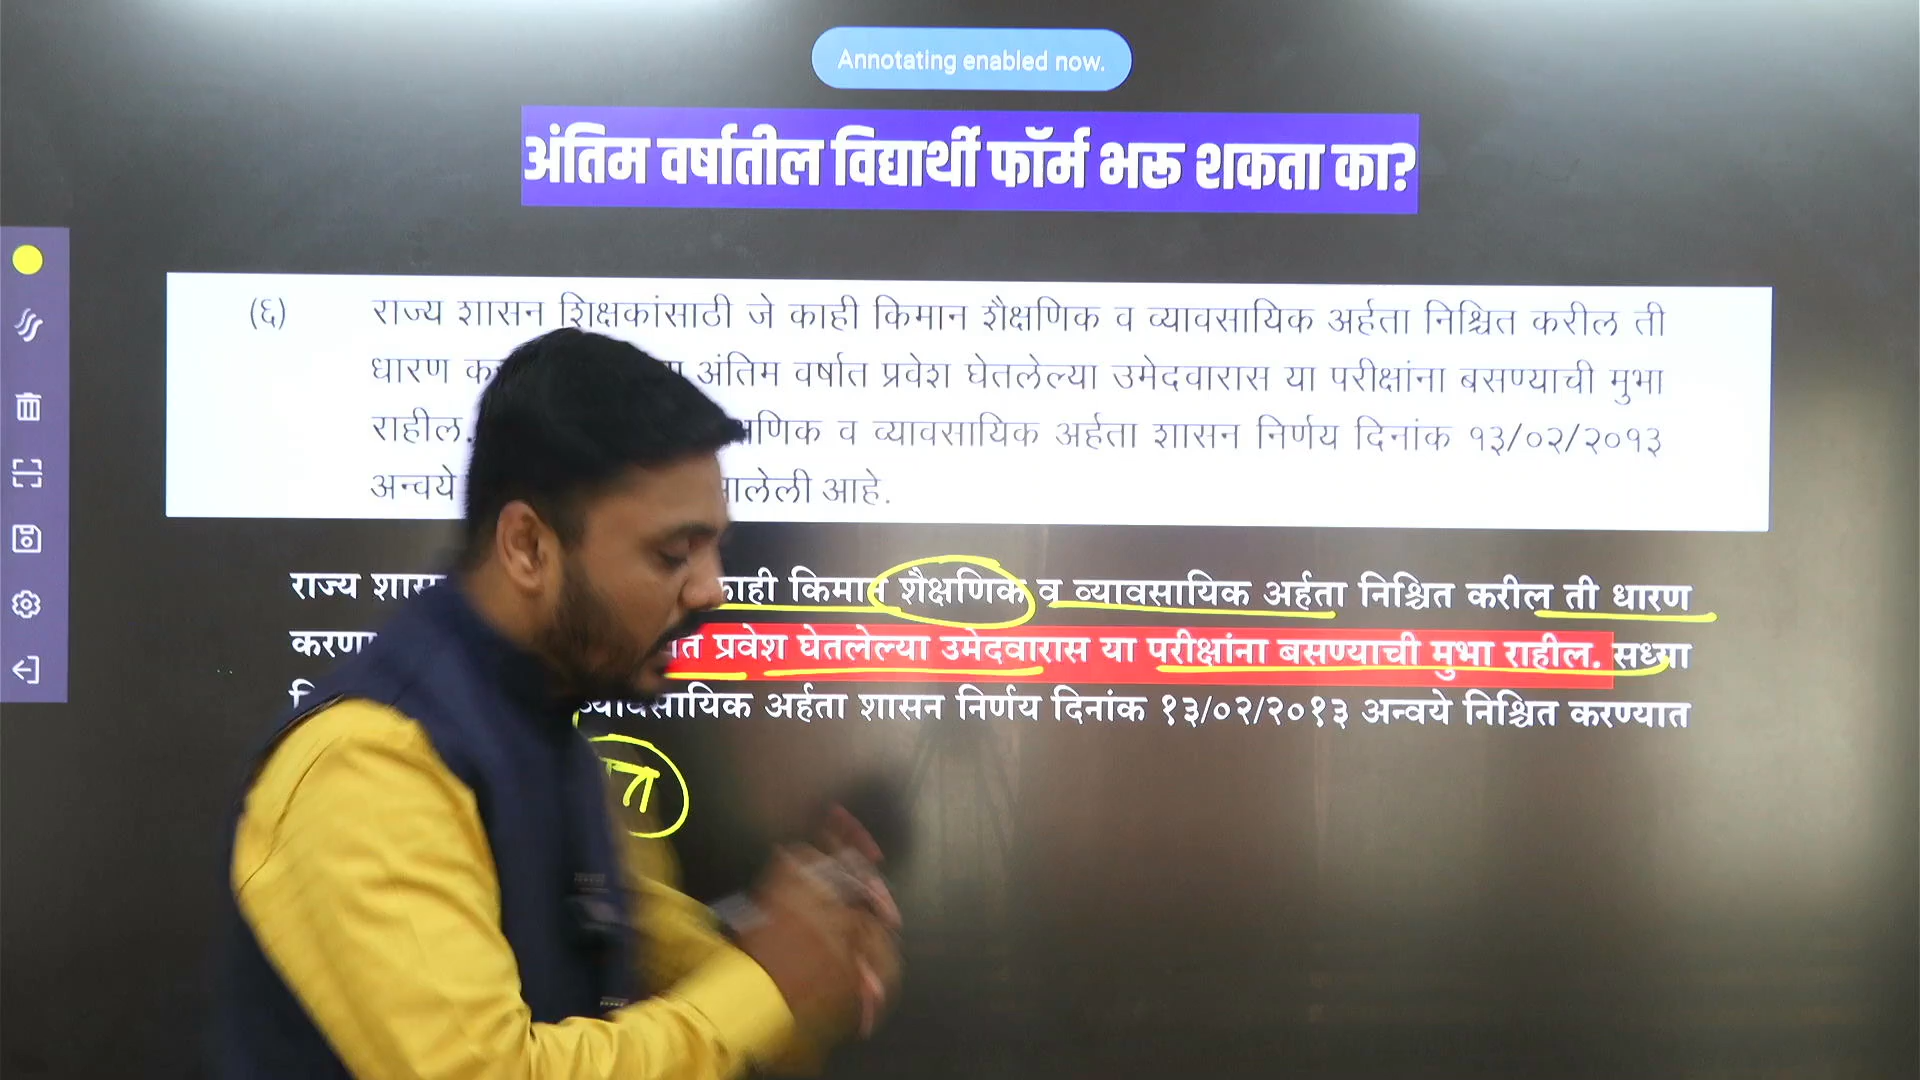 Annotating enabled now.
अंतिम वर्षातील विद्यार्थी फॉर्म भरू शकता का?
(६) राज्य शासन शिक्षकांसाठी जे काही किमान शैक्षणिक व व्यावसायिक अर्हता निश्चित करील ती
धारण अंतिम वर्षात प्रवेश घेतलेल्या उमेदवारास या परीक्षांना बसण्याची मुभा
राहील. व व्यावसायिक अर्हता शासन निर्णय दिनांक १३/०२/२०१३
अन्वये आहे.
राज्य किमान शैक्षणिक व व्यावसायिक अर्हता निश्चित करील ती धारण
प्रवेश घेतलेल्या उमेदवारास या परीक्षांना बसण्याची मुभा राहील. सध्या
अर्हता शासन निर्णय दिनांक १३/०२/२०१३ अन्वये निश्चित करण्यात